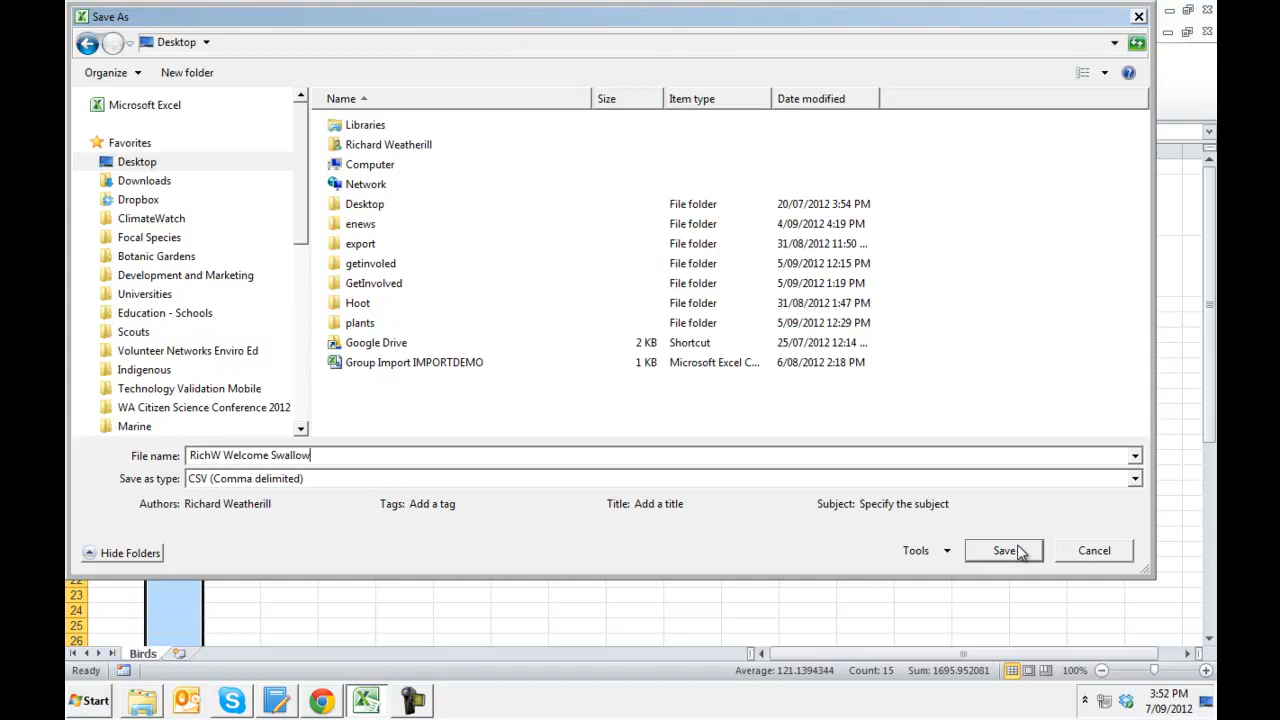 Save As
Desktop
Organize New folder
Microsoft Excel
Favorites
Desktop
Downloads
Dropbox
ClimateWatch
Focal Species
Botanic Gardens
Development and Marketing
Universities
Education - Schools
Scouts
Volunteer Networks Enviro Ed
Indigenous
Technology Validation Mobile
WA Citizen Science Conference 2012
Marine
Name Size Item type Date modified
Libraries
Richard Weatherill
Computer
Network
Desktop File folder 20/07/2012 3:54 PM
enews File folder 4/09/2012 4:19 PM
export File folder 31/08/2012 11:50 ...
getinvoled File folder 5/09/2012 12:15 PM
GetInvolved File folder 5/09/2012 1:19 PM
Hoot File folder 31/08/2012 1:47 PM
plants File folder 5/09/2012 12:29 PM
Google Drive 2 KB Shortcut 25/07/2012 12:14 ...
Group Import IMPORTDEMO 1 KB Microsoft Excel C... 6/08/2012 2:18 PM
File name: RichW Welcome Swallow
Save as type: CSV (Comma delimited)
Authors: Richard Weatherill Tags: Add a tag Title: Add a title Subject: Specify the subject
Hide Folders Tools Save Cancel
23
24
25
26
Birds
Ready Average: 121.1394344 Count: 15 Sum: 1695.952081 100%
Start 3:52 PM
7/09/2012